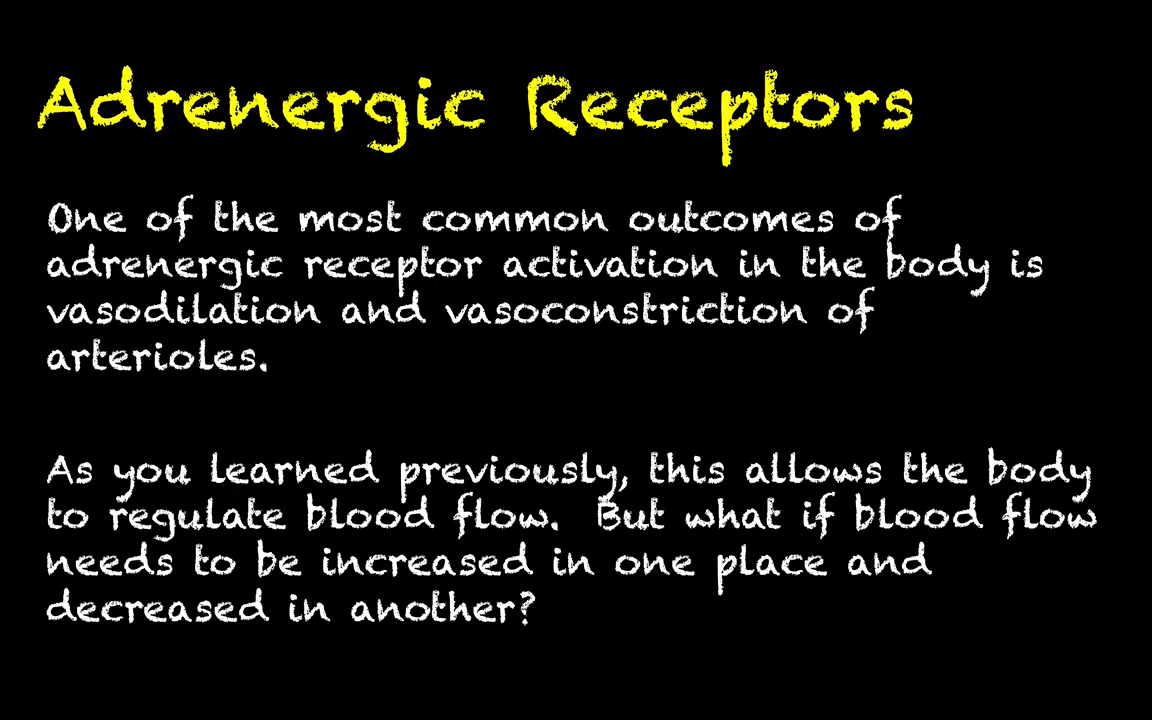 Adrenergic Receptors
One of the most common outcomes of
adrenergic receptor activation in the body is
vasodilation and vasoconstriction of
arterioles.
As you learned previously, this allows the body
to regulate blood flow.  But what if blood flow
needs to be increased in one place and
decreased in another?